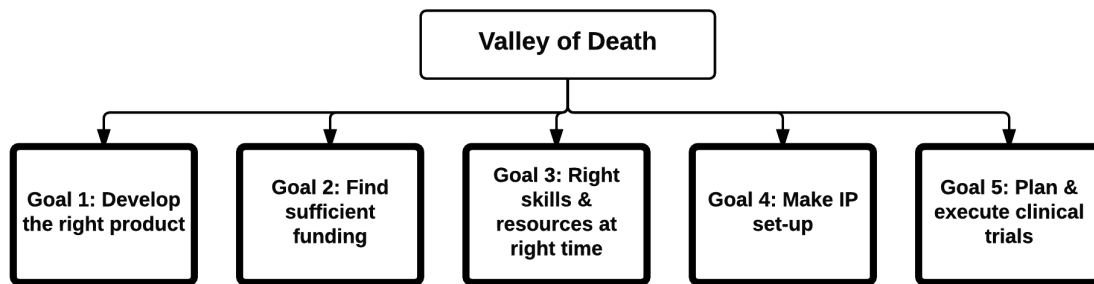 Valley of Death
Goal 1: Develop
the right product
Goal 2: Find
sufficient
funding
Goal 3: Right
skills &
resources at
right time
Goal 4: Make IP
set-up
Goal 5: Plan &
execute clinical
trials